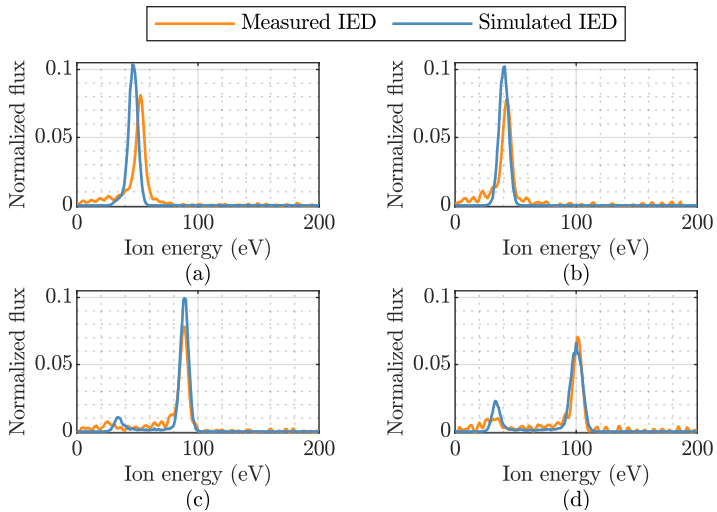 Measured IED Simulated IED
Normalized flux
0.1
0.05
0
0 100 200
Ion energy (eV)
(a)
Normalized flux
0.1
0.05
0
0 100 200
Ion energy (eV)
(b)
Normalized flux
0.1
0.05
0
0 100 200
Ion energy (eV)
(c)
Normalized flux
0.1
0.05
0
0 100 200
Ion energy (eV)
(d)